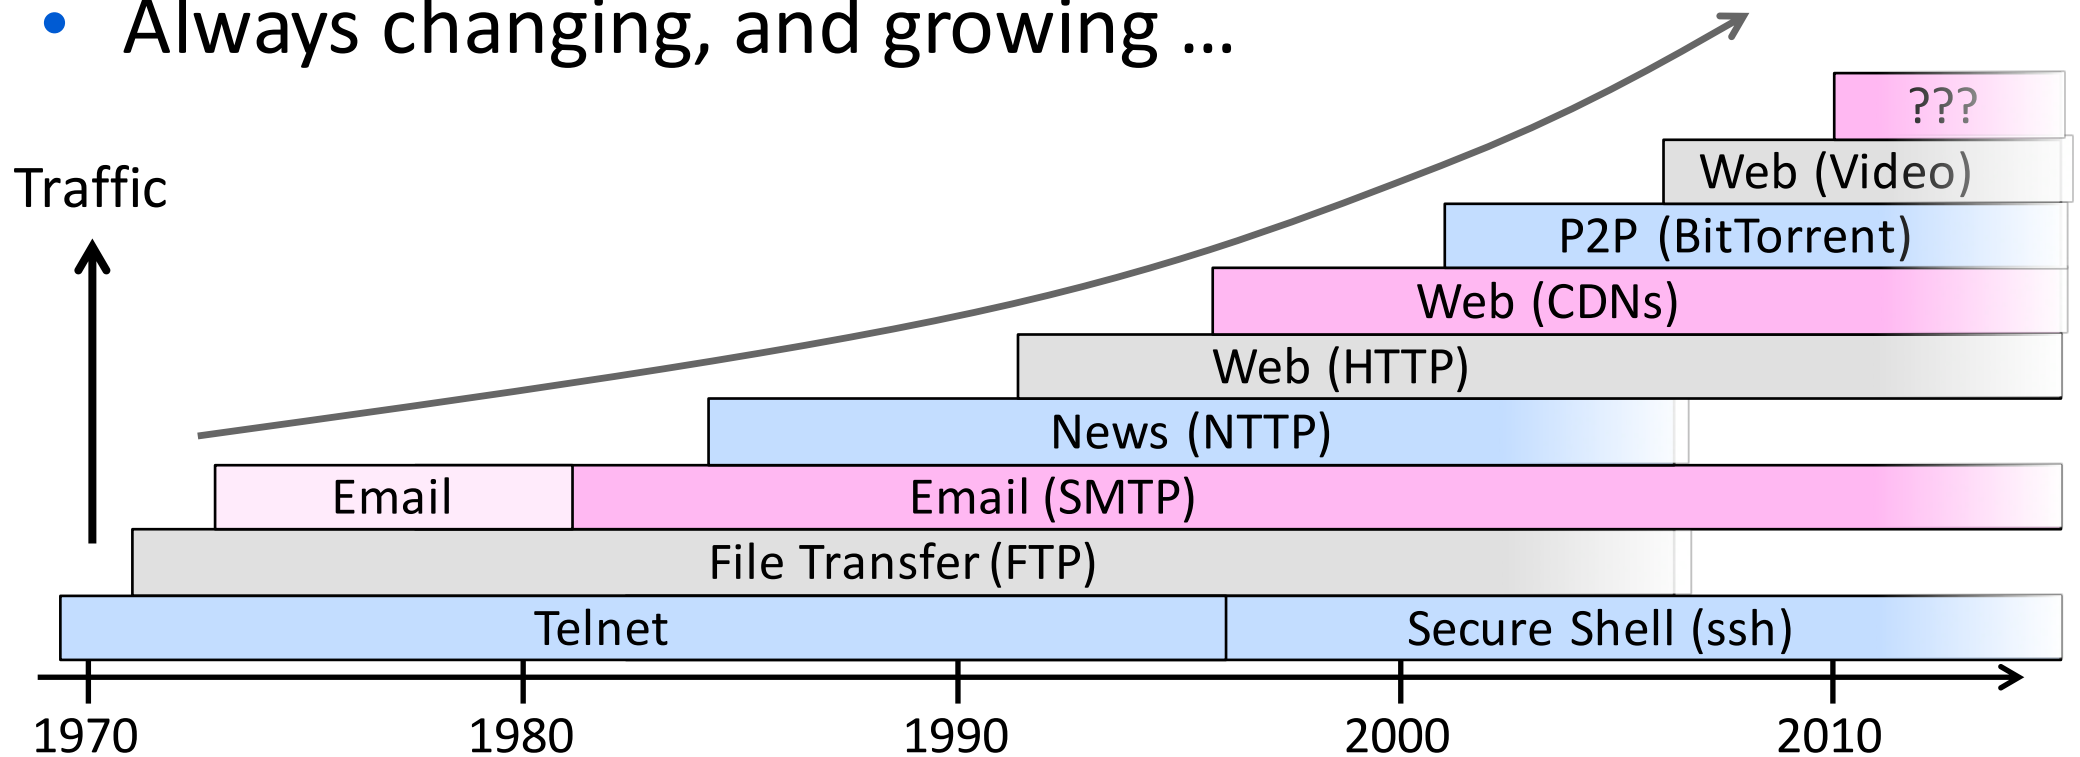 • Always changing, and growing …
???
Web (Video)
Traffic
P2P (BitTorrent)
Web (CDNs)
Web (HTTP)
News (NTTP)
Email Email (SMTP)
File Transfer (FTP)
Telnet Secure Shell (ssh)
1970 1980 1990 2000 2010